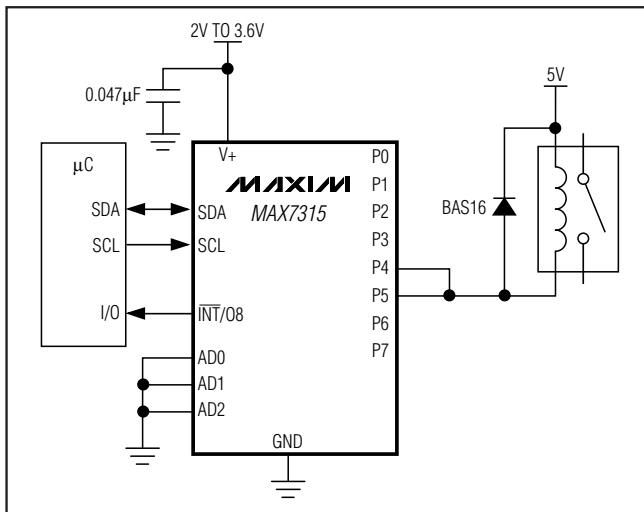 2V TO 3.6V
0.047μF
5V
μC
V+
P0
MAXIM
P1
BAS16
SDA
SDA
MAX7315
P2
SCL
SCL
P3
P4
P5
I/O
INT/O8
P6
P7
AD0
AD1
AD2
GND